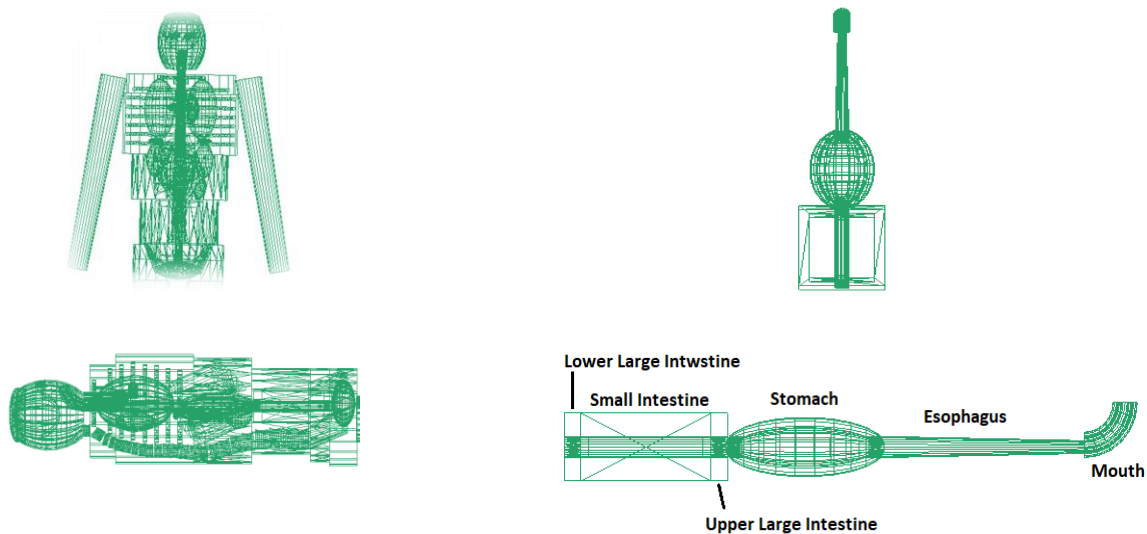 Lower Large Intwstine
Small Intestine
Stomach
Esophagus
Mouth
Upper Large Intestine